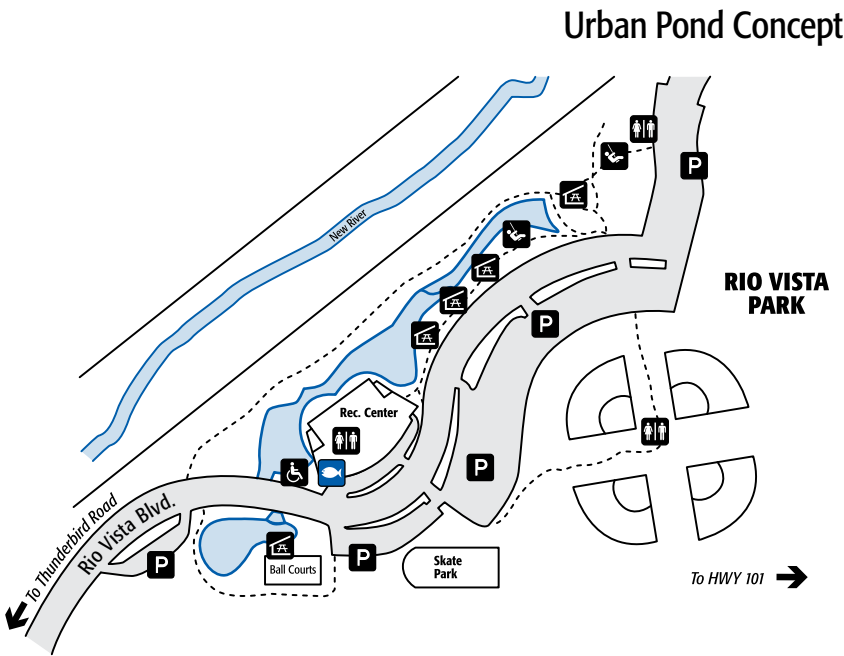 Urban Pond Concept
P
New River
RIO VISTA
PARK
P
Rec. Center
P
Rio Vista Blvd.
To Thunderbird Road
P
P
Ball Courts
Skate
Park
To HWY 101